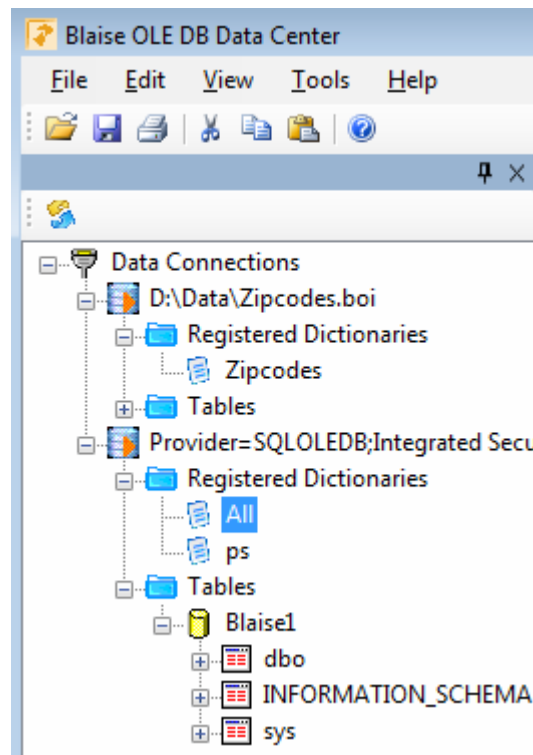 Blaise OLE DB Data Center
File Edit View Tools Help
Data Connections
D:\Data\Zipcodes.boi
Registered Dictionaries
Zipcodes
Tables
Provider=SQLOLEDB;Integrated Secu
Registered Dictionaries
All
ps
Tables
Blaise1
dbo
INFORMATION_SCHEMA
sys